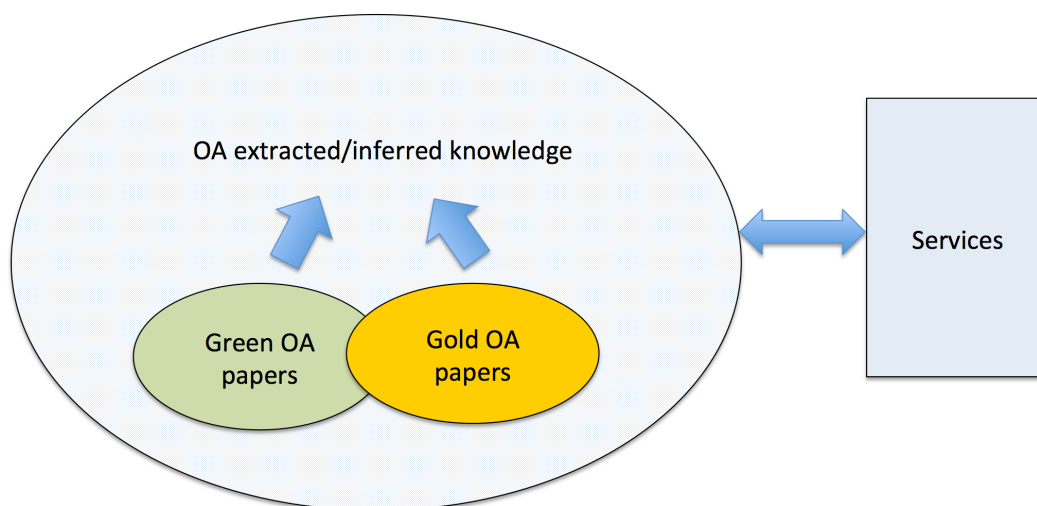 OA extracted/inferred knowledge
Services
Green OA
papers
Gold OA
papers